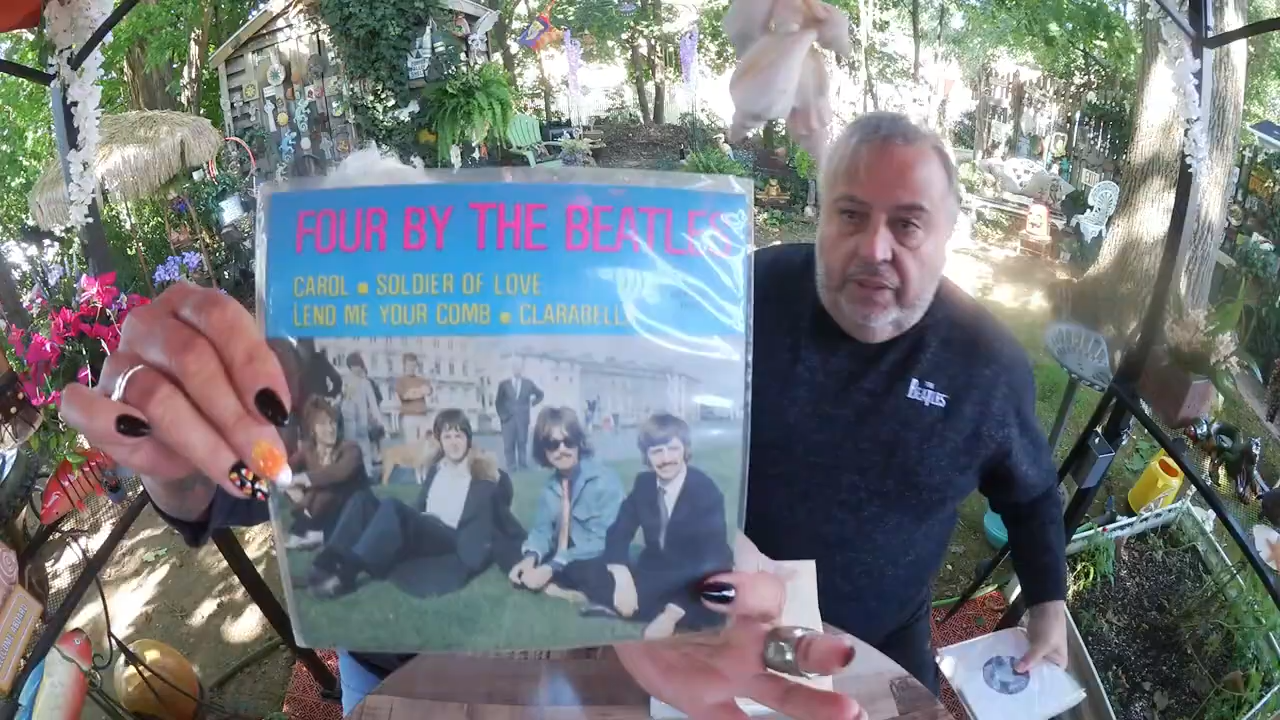 FOUR BY THE BEATLES
CAROL ▪ SOLDIER OF LOVE
LEND ME YOUR COMB ▪ CLARABELL
THE
BEATLES